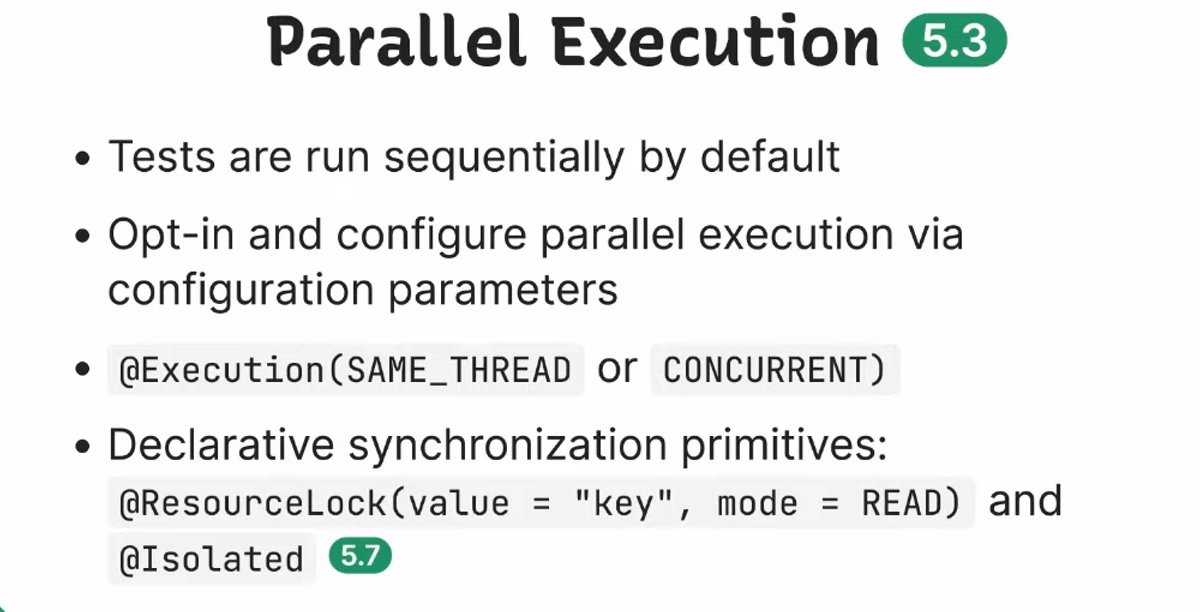 Parallel Execution 5.3
• Tests are run sequentially by default
• Opt-in and configure parallel execution via
configuration parameters
• @Execution(SAME_THREAD or CONCURRENT)
• Declarative synchronization primitives:
@ResourceLock(value = "key", mode = READ) and
@Isolated 5.7